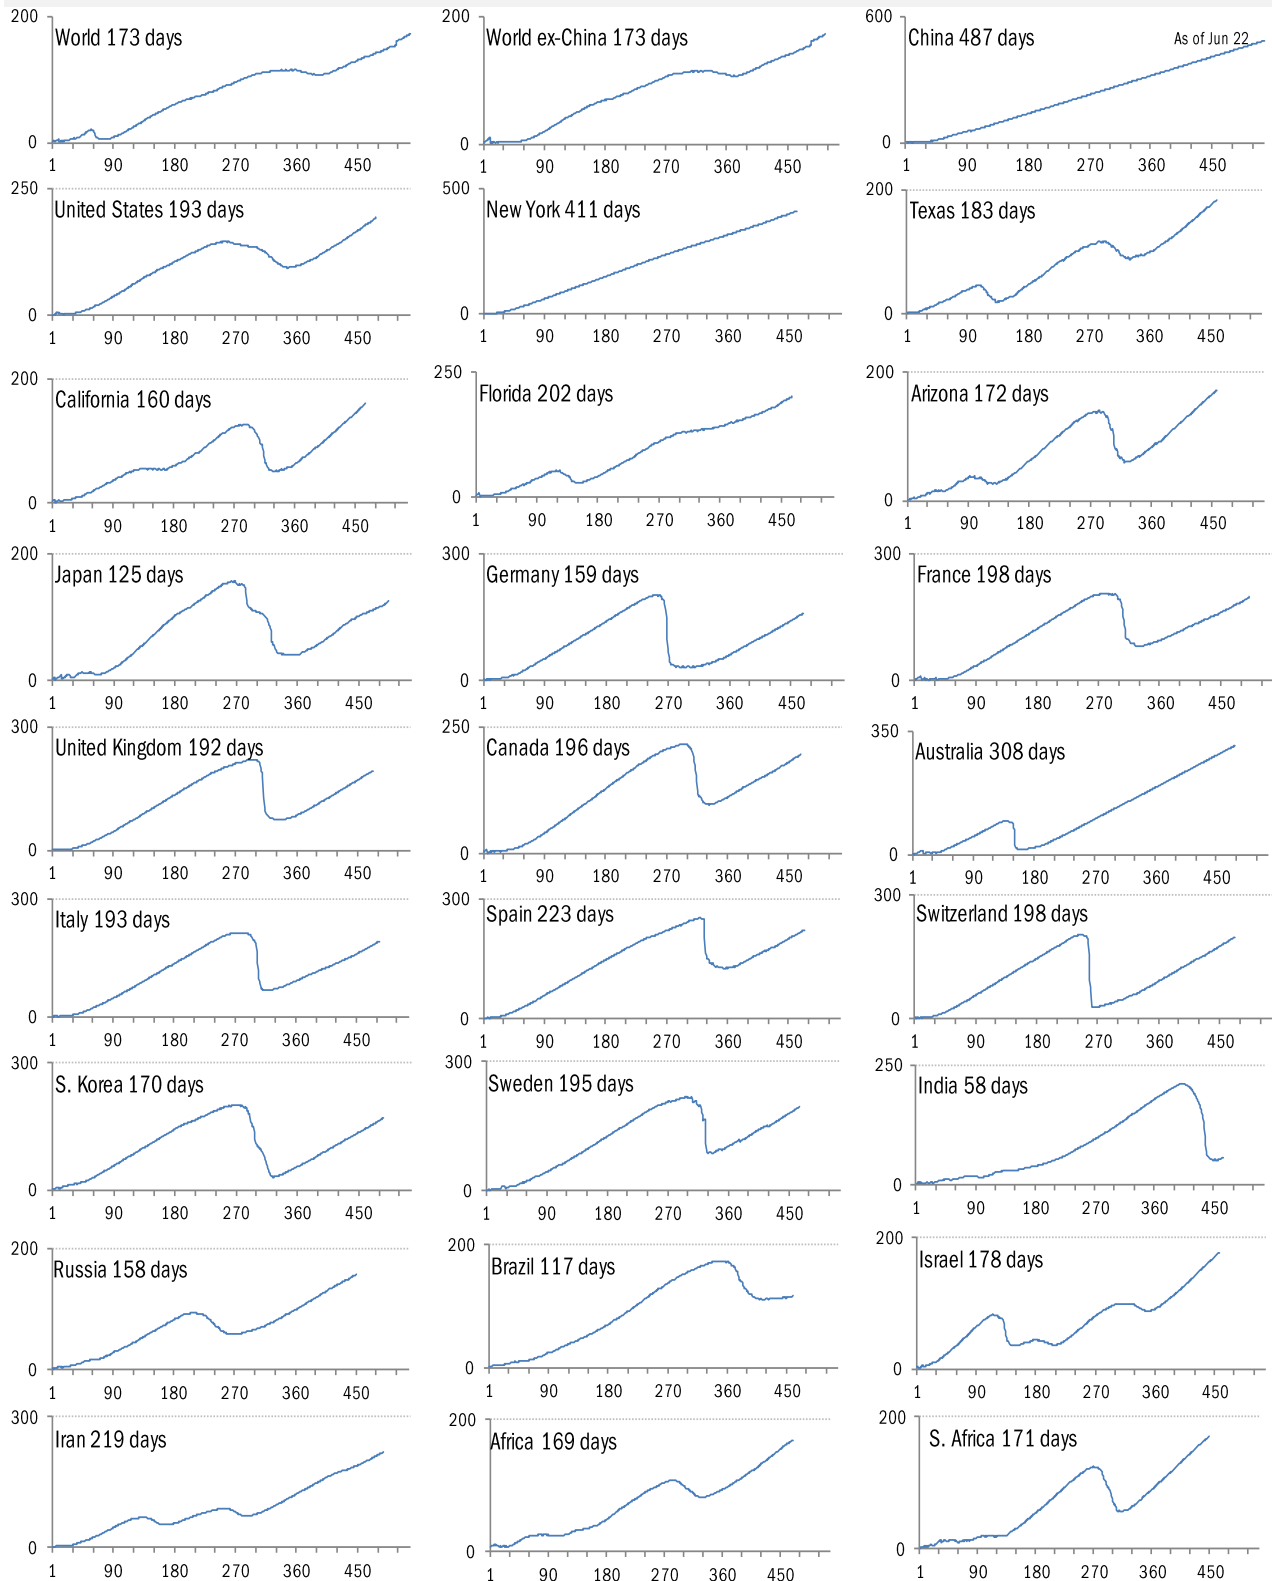 200
World 173 days
0
1 90 180 270 360 450
200
World ex-China 173 days
0
1 90 180 270 360 450
600
China 487 days
As of Jun 22
0
1 90 180 270 360 450
250
United States 193 days
0
1 90 180 270 360 450
500
New York 411 days
0
1 90 180 270 360 450
200
Texas 183 days
0
1 90 180 270 360 450
200
California 160 days
0
1 90 180 270 360 450
250
Florida 202 days
0
1 90 180 270 360 450
200
Arizona 172 days
0
1 90 180 270 360 450
200
Japan 125 days
0
1 90 180 270 360 450
300
Germany 159 days
0
1 90 180 270 360 450
300
France 198 days
0
1 90 180 270 360 450
300
United Kingdom 192 days
0
1 90 180 270 360 450
250
Canada 196 days
0
1 90 180 270 360 450
350
Australia 308 days
0
1 90 180 270 360 450
300
Italy 193 days
0
1 90 180 270 360 450
300
Spain 223 days
0
1 90 180 270 360 450
300
Switzerland 198 days
0
1 90 180 270 360 450
300
S. Korea 170 days
0
1 90 180 270 360 450
300
Sweden 195 days
0
1 90 180 270 360 450
250
India 58 days
0
1 90 180 270 360 450
200
Russia 158 days
0
1 90 180 270 360 450
200
Brazil 117 days
0
1 90 180 270 360 450
200
Israel 178 days
0
1 90 180 270 360 450
300
Iran 219 days
0
1 90 180 270 360 450
200
Africa 169 days
0
1 90 180 270 360 450
200
S. Africa 171 days
0
1 90 180 270 360 450